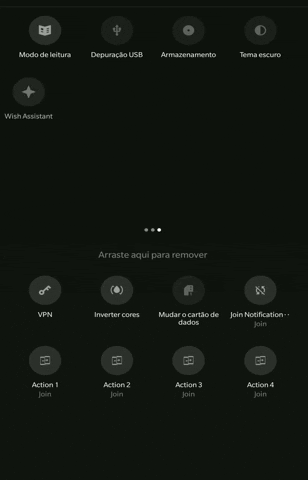 Modo de leitura
Depuração USB
Armazenamento
Tema escuro
Wish Assistant
Arraste aqui para remover
VPN
Inverter cores
Mudar o cartão de
dados
Join Notification··
Join
Action 1
Join
Action 2
Join
Action 3
Join
Action 4
Join